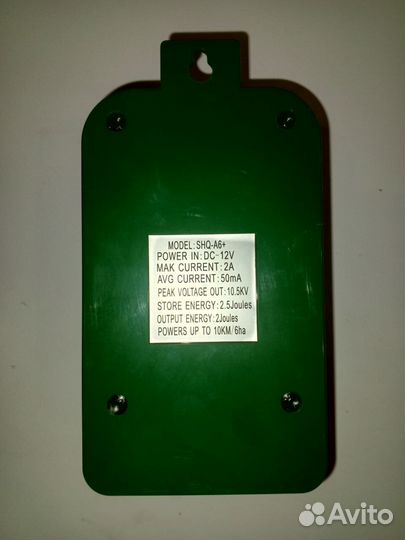 MODEL: SHQ-A6+
POWER IN: DC-12V
MAK CURRENT: 2A
AVG CURRENT: 50mA
PEAK VOLTAGE OUT: 10.5KV
STORE ENERGY: 2.5Joules
OUTPUT ENERGY: 2Joules
POWERS UP TO 10KM/6ha
Avito